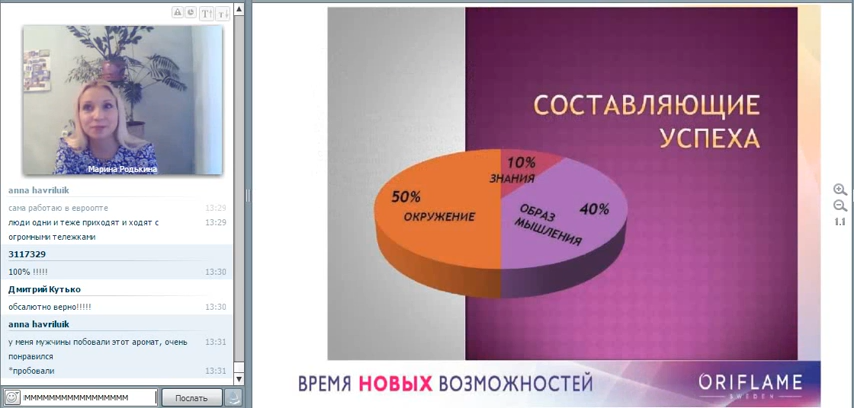 Марина Родькина
anna havriluik
сама работаю в евроопте 13:29
люди одни и теже приходят и ходят с 13:29
огромными тележками
3117329
100% !!!!! 13:30
Дмитрий Кутько
обсалютно верно!!!!! 13:30
anna havriluik
у меня мужчины побовали этот аромат, очень 13:31
понравился
*пробовали 13:31
Послать
СОСТАВЛЯЮЩИЕ
УСПЕХА
10%
ЗНАНИЯ
50%
ОКРУЖЕНИЕ
40%
ОБРАЗ
МЫШЛЕНИЯ
ВРЕМЯ НОВЫХ ВОЗМОЖНОСТЕЙ
ORIFLAME
SWEDEN
1:1